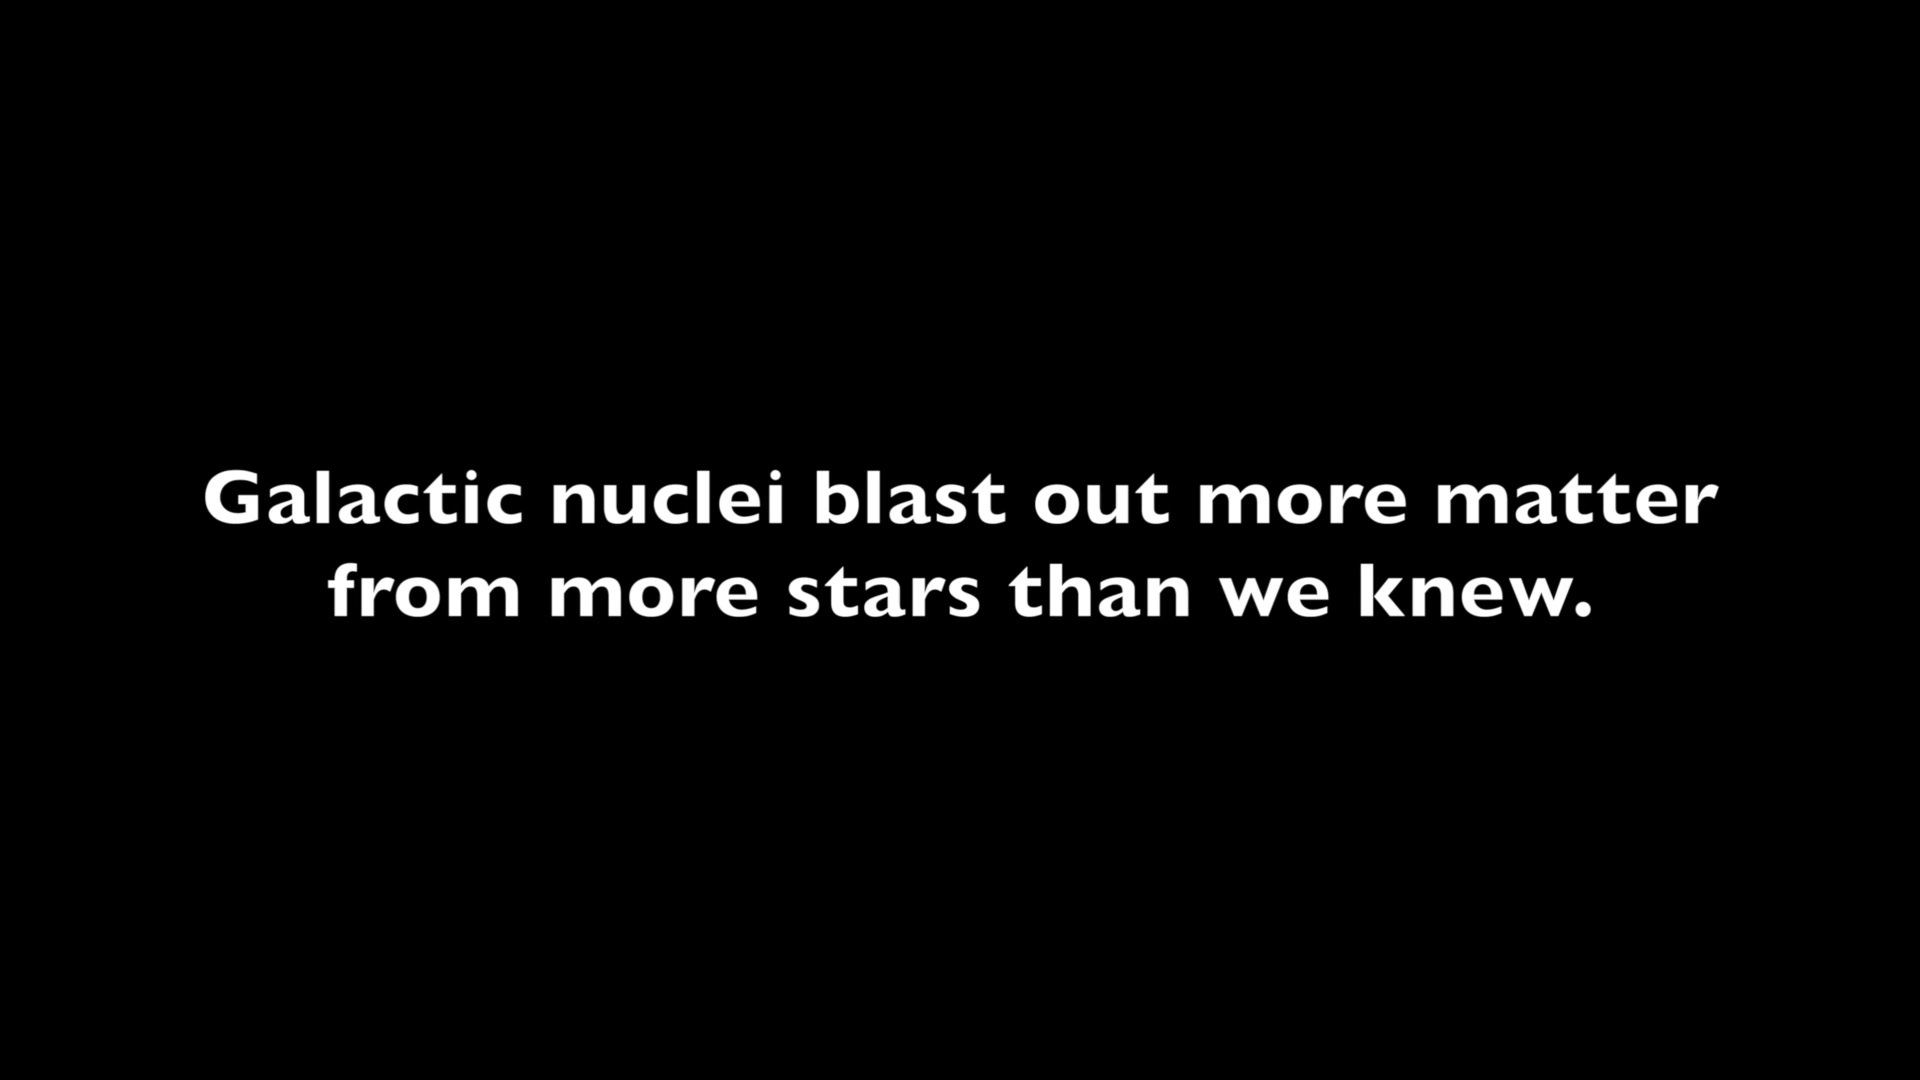 Galactic nuclei blast out more matter
from more stars than we knew.